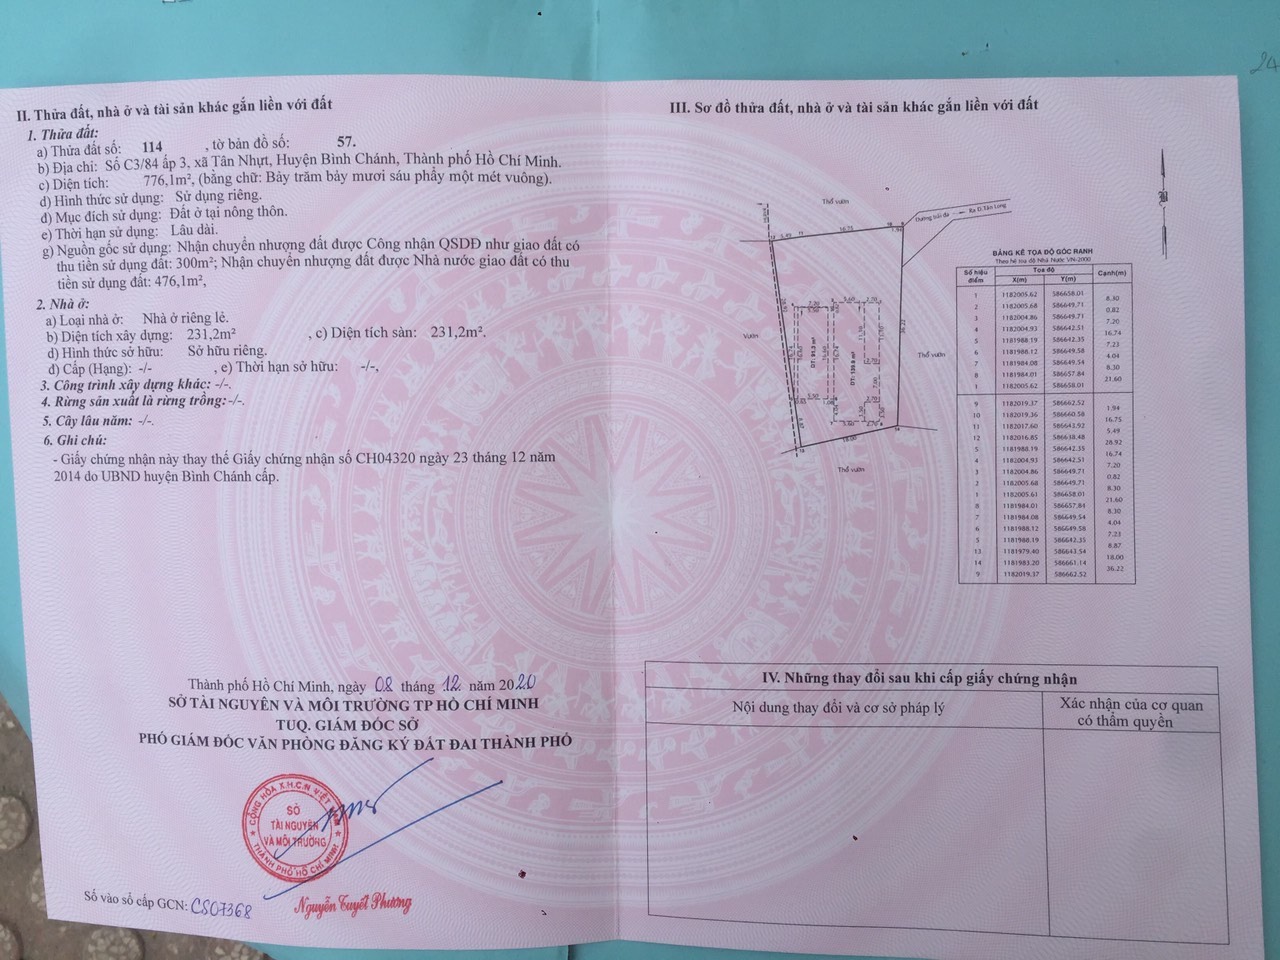 24
II. Thửa đất, nhà ở và tài sản khác gắn liền với đất
1. Thửa đất:
a) Thửa đất số: 114 , tờ bản đồ số: 57.
b) Địa chỉ: Số C3/84 ấp 3, xã Tân Nhựt, Huyện Bình Chánh, Thành phố Hồ Chí Minh.
c) Diện tích: 776,1m², (bằng chữ: Bảy trăm bảy mươi sáu phẩy một mét vuông).
d) Hình thức sử dụng: Sử dụng riêng.
đ) Mục đích sử dụng: Đất ở tại nông thôn.
e) Thời hạn sử dụng: Lâu dài.
g) Nguồn gốc sử dụng: Nhận chuyển nhượng đất được Công nhận QSDĐ như giao đất có
thu tiền sử dụng đất: 300m²; Nhận chuyển nhượng đất được Nhà nước giao đất có thu
tiền sử dụng đất: 476,1m²,
2. Nhà ở:
a) Loại nhà ở: Nhà ở riêng lẻ.
b) Diện tích xây dựng: 231,2m² , c) Diện tích sàn: 231,2m².
d) Hình thức sở hữu: Sở hữu riêng.
đ) Cấp (Hạng): -/- , e) Thời hạn sở hữu: -/-,
3. Công trình xây dựng khác: -/-.
4. Rừng sản xuất là rừng trồng:-/-.
5. Cây lâu năm: -/-.
6. Ghi chú:
- Giấy chứng nhận này thay thế Giấy chứng nhận số CH04320 ngày 23 tháng 12 năm
2014 do UBND huyện Bình Chánh cấp.
Thành phố Hồ Chí Minh, ngày 08 tháng 12 năm 2020
SỞ TÀI NGUYÊN VÀ MÔI TRƯỜNG TP HỒ CHÍ MINH
TUQ. GIÁM ĐỐC SỞ
PHÓ GIÁM ĐỐC VĂN PHÒNG ĐĂNG KÝ ĐẤT ĐAI THÀNH PHỐ
CỘNG HÒA X.H.C.N VIỆT
SỞ
TÀI NGUYÊN
VÀ MÔI TRƯỜNG
THÀNH PHỐ HỒ CHÍ MINH
Nguyễn Tuyết Phương
Số vào sổ cấp GCN: CS07368
III. Sơ đồ thửa đất, nhà ở và tài sản khác gắn liền với đất
Thổ vườn
Đường trải đá
Ra Đ.Tân Long
Vườn
Thổ vườn
Thổ vườn
5.49
16.75
1.94
36.22
18.00
DT: 91.3 m²
DT: 139.9 m²
BẢNG KÊ TỌA ĐỘ GÓC RANH
Theo hệ tọa độ Nhà Nước VN-2000
Số hiệu điểm Tọa độ Cạnh(m)
X(m) Y(m)
1 1182005.62 586658.01
8.30
2 1182005.68 586649.71
0.82
3 1182004.86 586649.71
7.20
4 1182004.93 586642.51
16.74
5 1181988.19 586642.35
7.23
6 1181988.12 586649.58
4.04
7 1181984.08 586649.54
8.30
8 1181984.01 586657.84
21.60
1 1182005.62 586658.01
9 1182019.37 586662.52
1.94
10 1182019.36 586660.58
16.75
11 1182017.60 586643.92
5.49
12 1182016.85 586638.48
28.92
5 1181988.19 586642.35
16.74
4 1182004.93 586642.51
7.20
3 1182004.86 586649.71
0.82
2 1182005.68 586649.71
8.30
1 1182005.61 586658.01
21.60
8 1181984.01 586657.84
8.30
7 1181984.08 586649.54
4.04
6 1181988.12 586649.58
7.23
5 1181988.19 586642.35
8.87
13 1181979.40 586643.54
18.00
14 1181983.20 586661.14
36.22
9 1182019.37 586662.52
IV. Những thay đổi sau khi cấp giấy chứng nhận
Nội dung thay đổi và cơ sở pháp lý
Xác nhận của cơ quan
có thẩm quyền